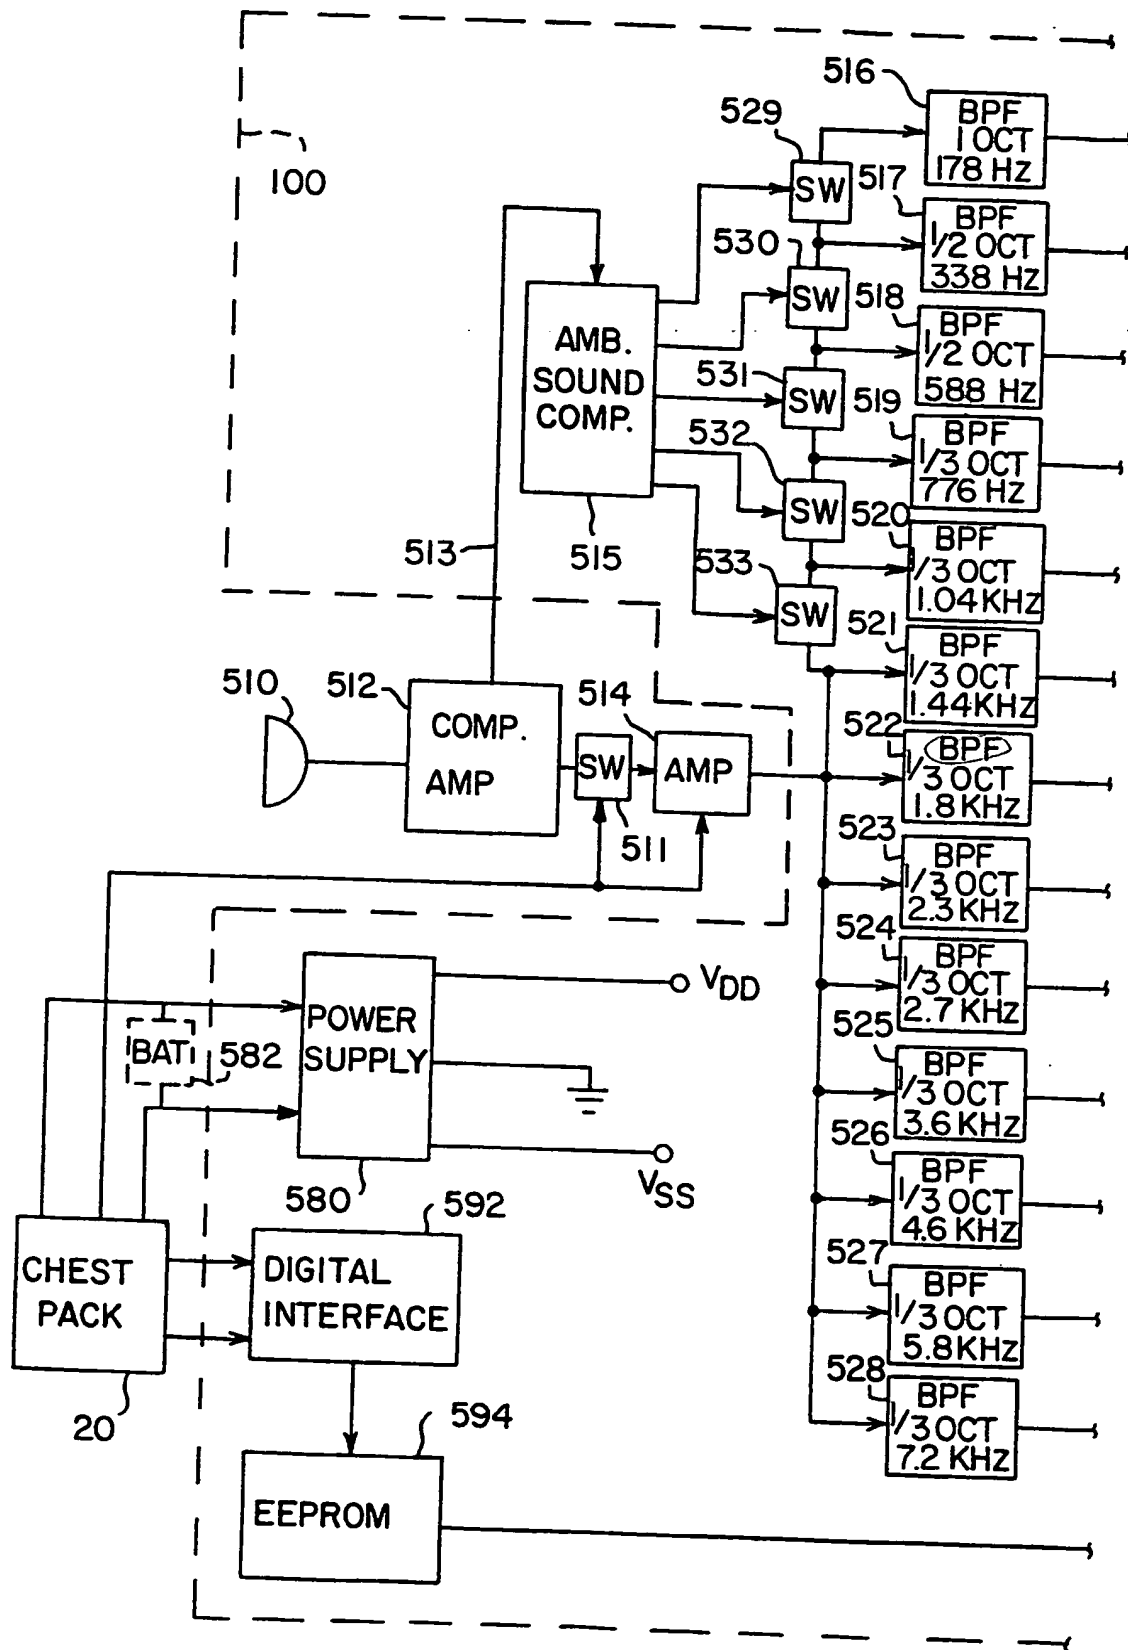 516
BPF
1 OCT
178 Hz
529
SW
100
517
BPF
1/2 OCT
338 Hz
530
SW
518
BPF
1/2 OCT
588 Hz
AMB.
SOUND
COMP.
531
SW
519
BPF
1/3 OCT
776 Hz
532
SW
513
515
520
BPF
1/3 OCT
1.04 KHz
533
SW
521
BPF
1/3 OCT
1.44 KHz
510
512
COMP.
AMP
514
SW
AMP
511
522
BPF
1/3 OCT
1.8 KHz
523
BPF
1/3 OCT
2.3 KHz
524
BPF
1/3 OCT
2.7 KHz
VDD
POWER
SUPPLY
BAT
582
525
BPF
1/3 OCT
3.6 KHz
VSS
580
526
BPF
1/3 OCT
4.6 KHz
592
CHEST
PACK
DIGITAL
INTERFACE
527
BPF
1/3 OCT
5.8 KHz
20
594
528
BPF
1/3 OCT
7.2 KHz
EEPROM